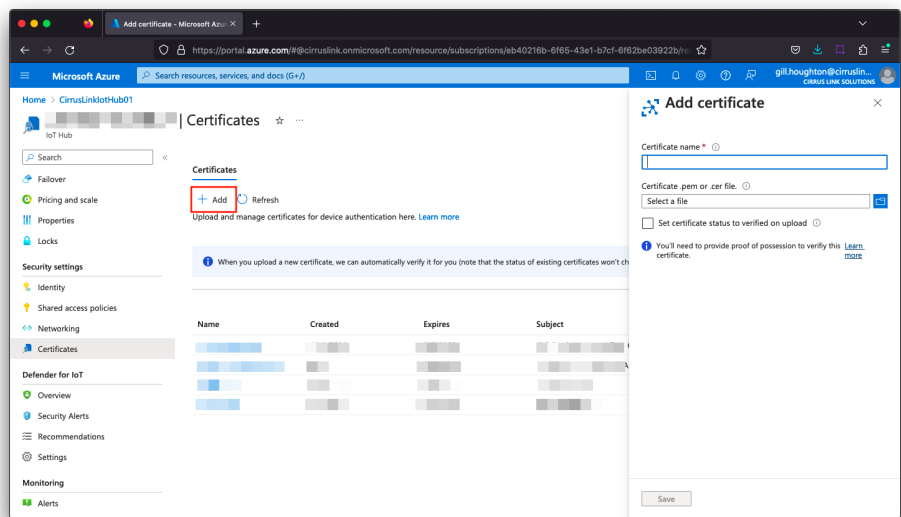 Add certificate - Microsoft Azur
https://portal.azure.com/#@cirruslink.onmicrosoft.com/resource/subscriptions/eb40216b-6f65-43e1-b7cf-6f62be03922b/re
Microsoft Azure
Search resources, services, and docs (G+/)
gill.houghton@cirruslin...
CIRRUS LINK SOLUTIONS
Home > CirrusLinkIotHub01
| Certificates
IoT Hub
Search
Failover
Pricing and scale
Properties
Locks
Security settings
Identity
Shared access policies
Networking
Certificates
Defender for IoT
Overview
Security Alerts
Recommendations
Settings
Monitoring
Alerts
Certificates
Add
Refresh
Upload and manage certificates for device authentication here. Learn more
When you upload a new certificate, we can automatically verify it for you (note that the status of existing certificates won't ch
Name Created Expires Subject
Add certificate
Certificate name *
Certificate .pem or .cer file.
Select a file
Set certificate status to verified on upload
You'll need to provide proof of possession to verify this Learn
certificate. more
Save